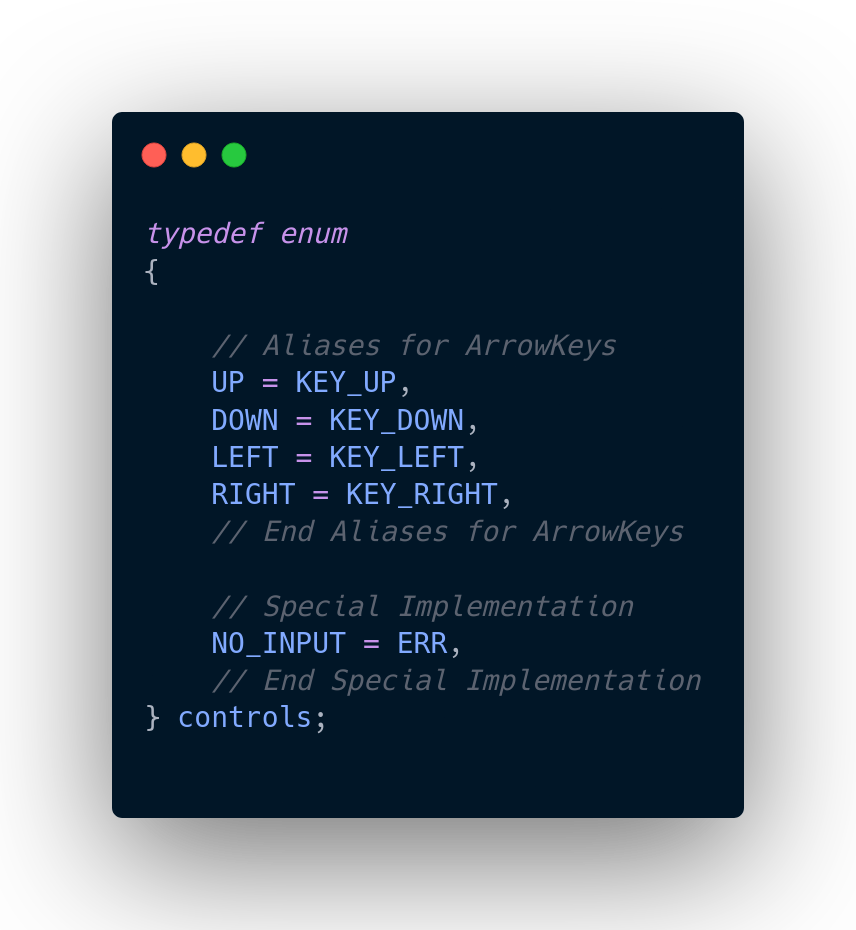 typedef enum
{

    // Aliases for ArrowKeys
    UP = KEY_UP,
    DOWN = KEY_DOWN,
    LEFT = KEY_LEFT,
    RIGHT = KEY_RIGHT,
    // End Aliases for ArrowKeys

    // Special Implementation
    NO_INPUT = ERR,
    // End Special Implementation
} controls;